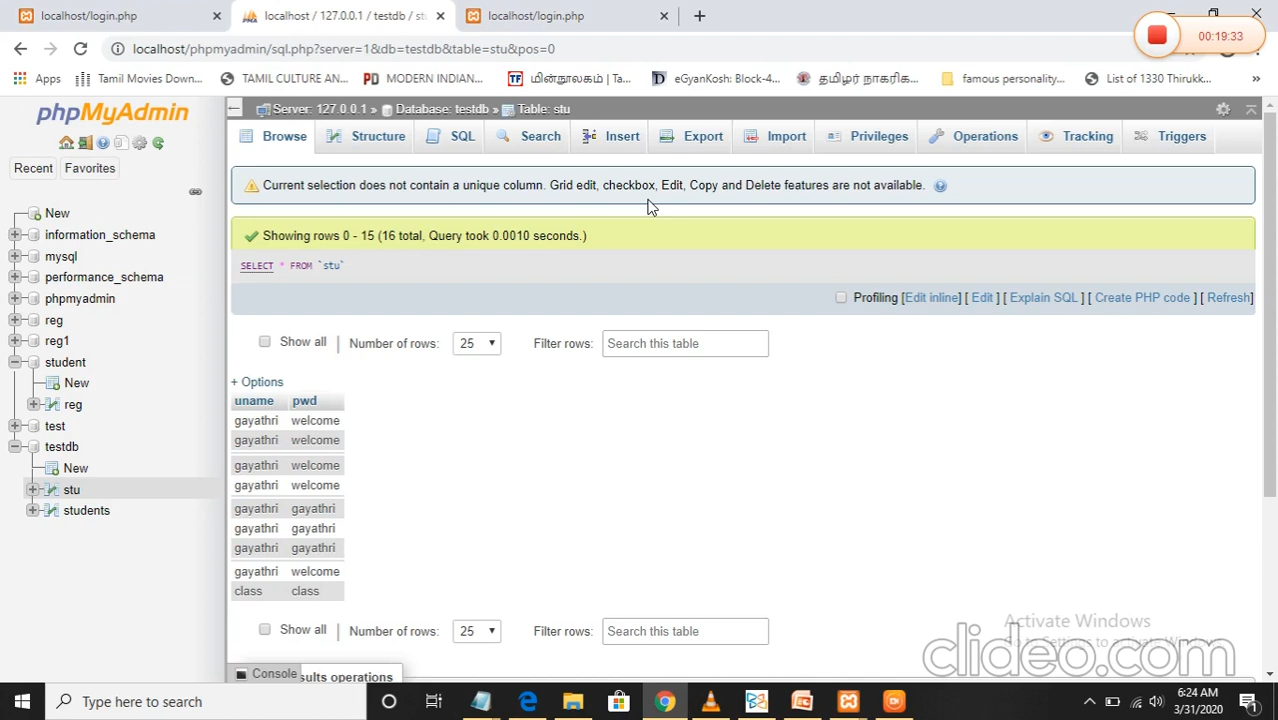 localhost/login.php
localhost / 127.0.0.1 / testdb / stu
localhost/login.php
00:19:33
localhost/phpmyadmin/sql.php?server=1&db=testdb&table=stu&pos=0
Apps
Tamil Movies Down...
TAMIL CULTURE AN...
MODERN INDIAN...
மின்நூலகம் | Ta...
eGyanKosh: Block-4...
தமிழர் நாகரிக...
famous personality...
List of 1330 Thirukk...
phpMyAdmin
Recent
Favorites
New
information_schema
mysql
performance_schema
phpmyadmin
reg
reg1
student
New
reg
test
testdb
New
stu
students
Server: 127.0.0.1 » Database: testdb » Table: stu
Browse
Structure
SQL
Search
Insert
Export
Import
Privileges
Operations
Tracking
Triggers
Current selection does not contain a unique column. Grid edit, checkbox, Edit, Copy and Delete features are not available.
Showing rows 0 - 15 (16 total, Query took 0.0010 seconds.)
SELECT * FROM `stu`
Profiling [Edit inline] [ Edit ] [ Explain SQL ] [ Create PHP code ] [ Refresh]
Show all
Number of rows: 25
Filter rows: Search this table
+ Options
uname pwd
gayathri welcome
gayathri welcome
gayathri welcome
gayathri welcome
gayathri gayathri
gayathri gayathri
gayathri gayathri
gayathri welcome
class class
Show all
Number of rows: 25
Filter rows: Search this table
Activate Windows
Go to Settings to activate Windows.
clideo.com
Console
sults operations
Type here to search
6:24 AM
3/31/2020